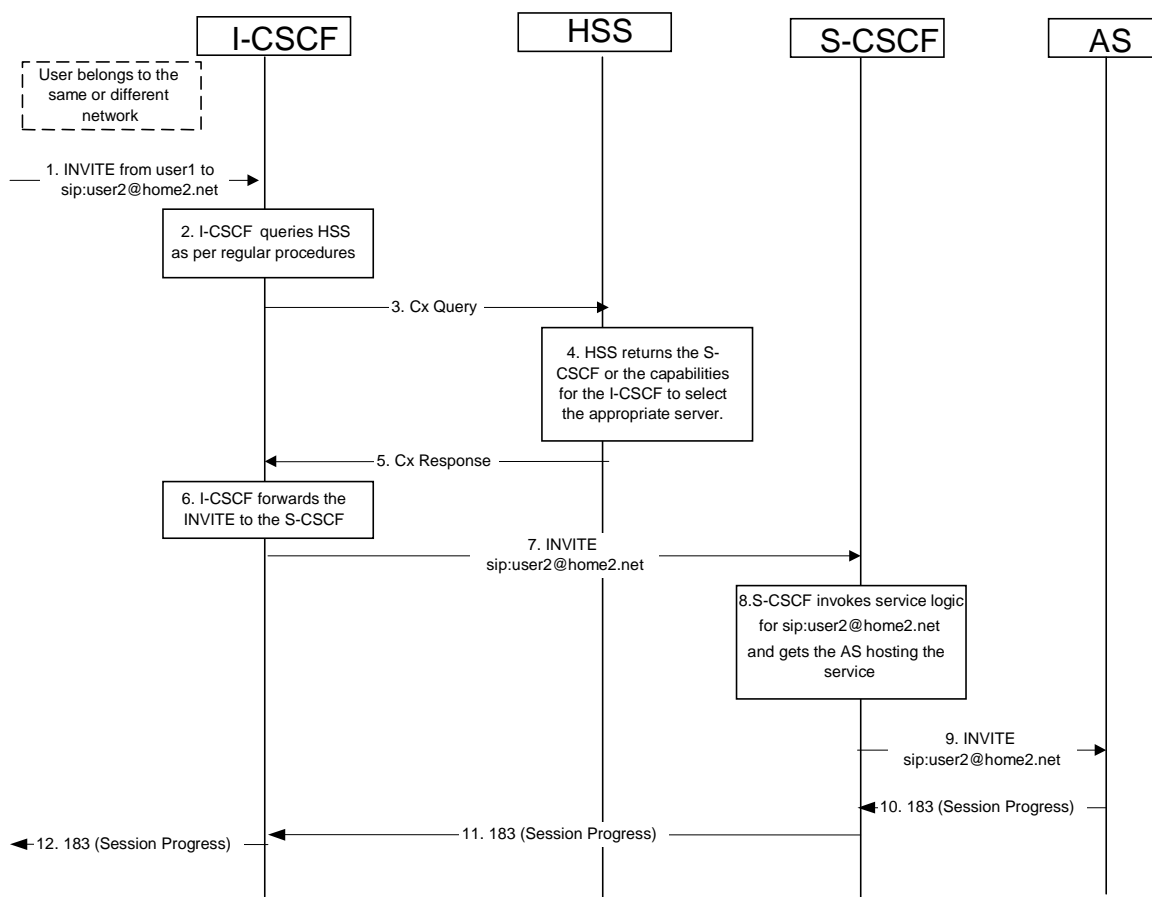 I-CSCF
HSS
S-CSCF
AS
User belongs to the
same or different
network
1. INVITE from user1 to
sip:user2@home2.net
2. I-CSCF queries HSS
as per regular procedures
3. Cx Query
4. HSS returns the S-
CSCF or the capabilities
for the I-CSCF to select
the appropriate server.
5. Cx Response
6. I-CSCF forwards the
INVITE to the S-CSCF
7. INVITE
sip:user2@home2.net
8.S-CSCF invokes service logic
for sip:user2@home2.net
and gets the AS hosting the
service
9. INVITE
sip:user2@home2.net
10. 183 (Session Progress)
11. 183 (Session Progress)
12. 183 (Session Progress)